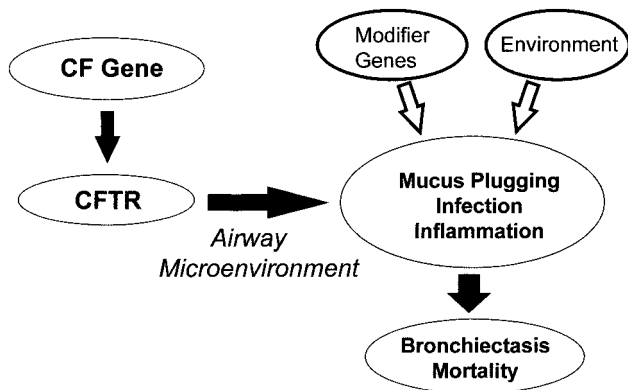 Modifier
Genes
Environment
CF Gene
CFTR
Mucus Plugging
Infection
Inflammation
Airway
Microenvironment
Bronchiectasis
Mortality